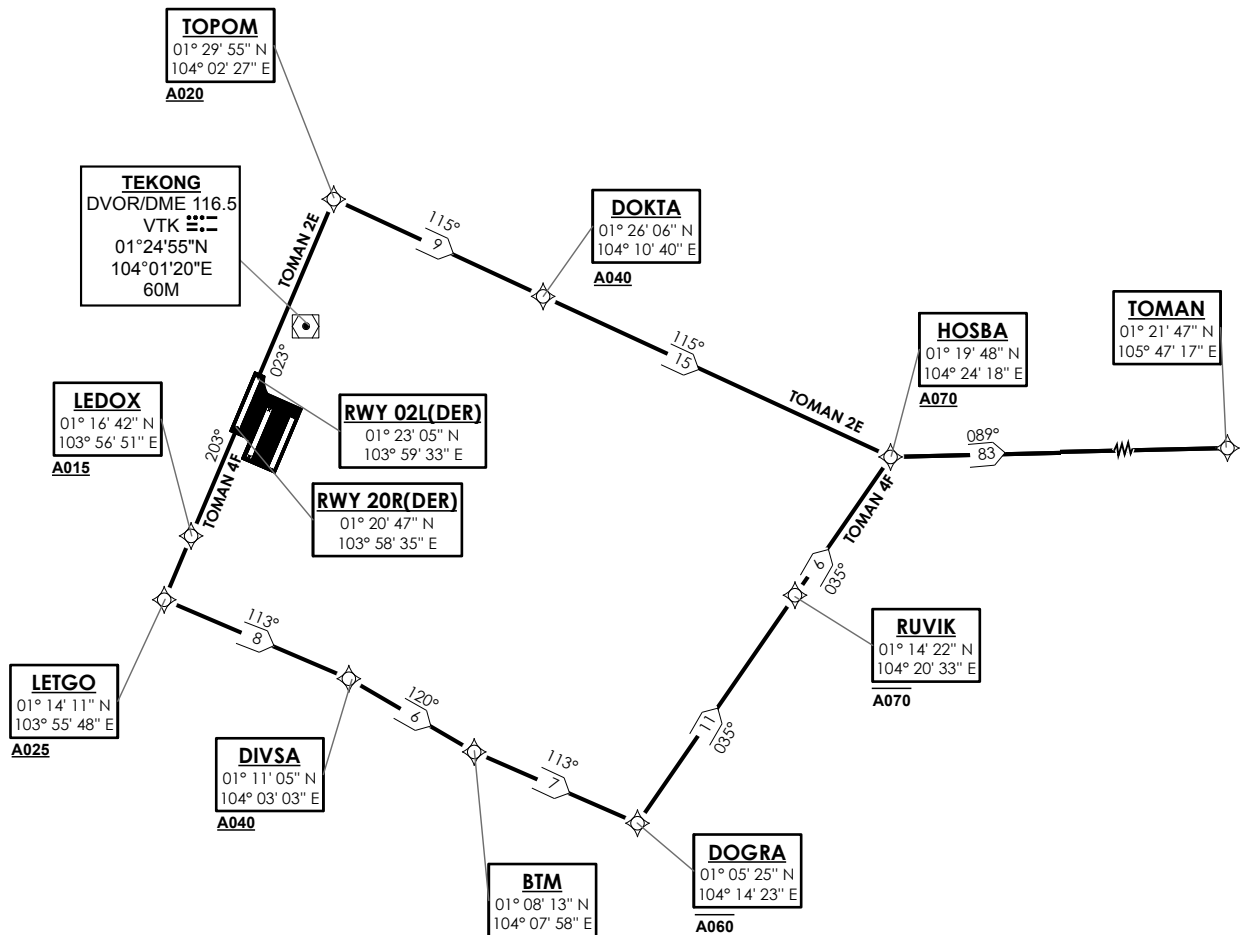 TOPOM
01° 29' 55" N
104° 02' 27" E
A020
TEKONG
DVOR/DME 116.5
VTK
01°24'55"N
104°01'20"E
60M
TOMAN 2E
023°
115°
9
DOKTA
01° 26' 06" N
104° 10' 40" E
A040
115°
15
TOMAN 2E
HOSBA
01° 19' 48" N
104° 24' 18" E
A070
TOMAN
01° 21' 47" N
105° 47' 17" E
089°
83
LEDOX
01° 16' 42" N
103° 56' 51" E
A015
203°
TOMAN 4F
RWY 02L(DER)
01° 23' 05" N
103° 59' 33" E
RWY 20R(DER)
01° 20' 47" N
103° 58' 35" E
TOMAN 4F
6
035°
RUVIK
01° 14' 22" N
104° 20' 33" E
A070
113°
8
LETGO
01° 14' 11" N
103° 55' 48" E
A025
120°
6
11
035°
DIVSA
01° 11' 05" N
104° 03' 03" E
A040
113°
7
BTM
01° 08' 13" N
104° 07' 58" E
DOGRA
01° 05' 25" N
104° 14' 23" E
A060